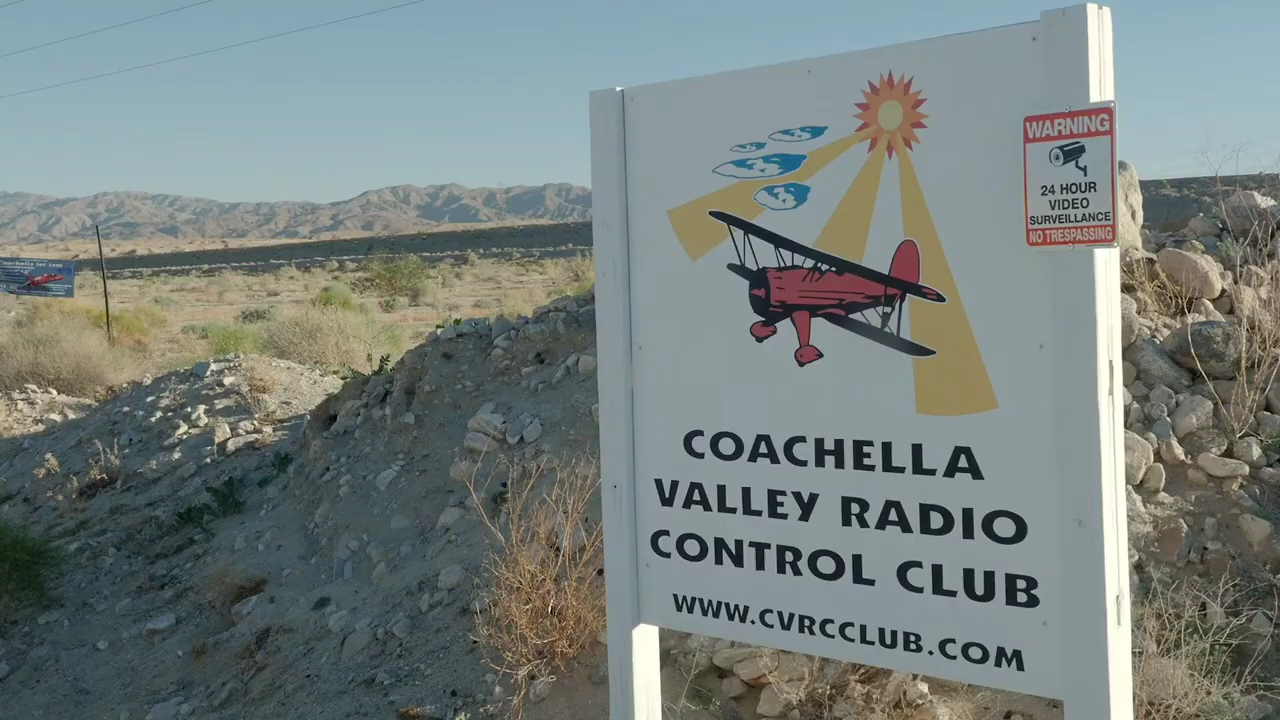 COACHELLA
VALLEY RADIO
CONTROL CLUB
WWW.CVRCCLUB.COM
WARNING
24 HOUR
VIDEO
SURVEILLANCE
NO TRESPASSING